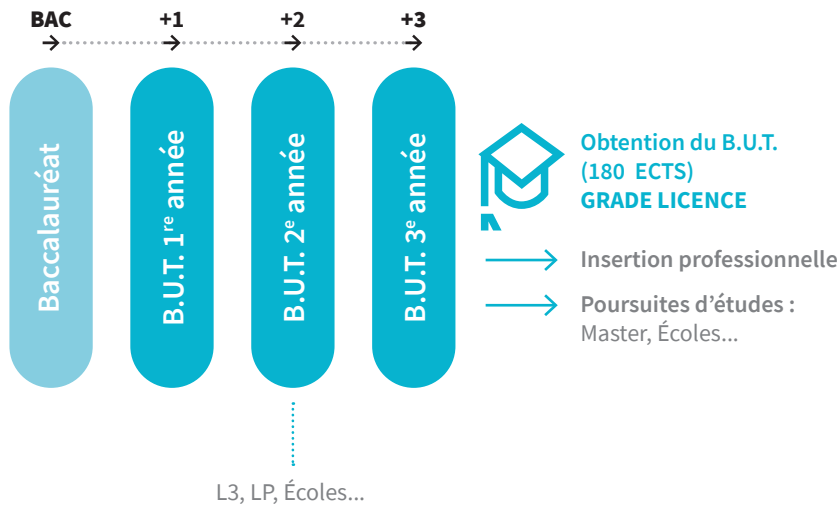 BAC +1 +2 +3
Baccalauréat
B.U.T. 1re année
B.U.T. 2e année
B.U.T. 3e année
Obtention du B.U.T.
(180 ECTS)
GRADE LICENCE
Insertion professionnelle
Poursuites d'études :
Master, Écoles...
L3, LP, Écoles...